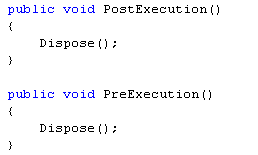 public void PostExecution()
{
    Dispose();
}
public void PreExecution()
{
    Dispose();
}